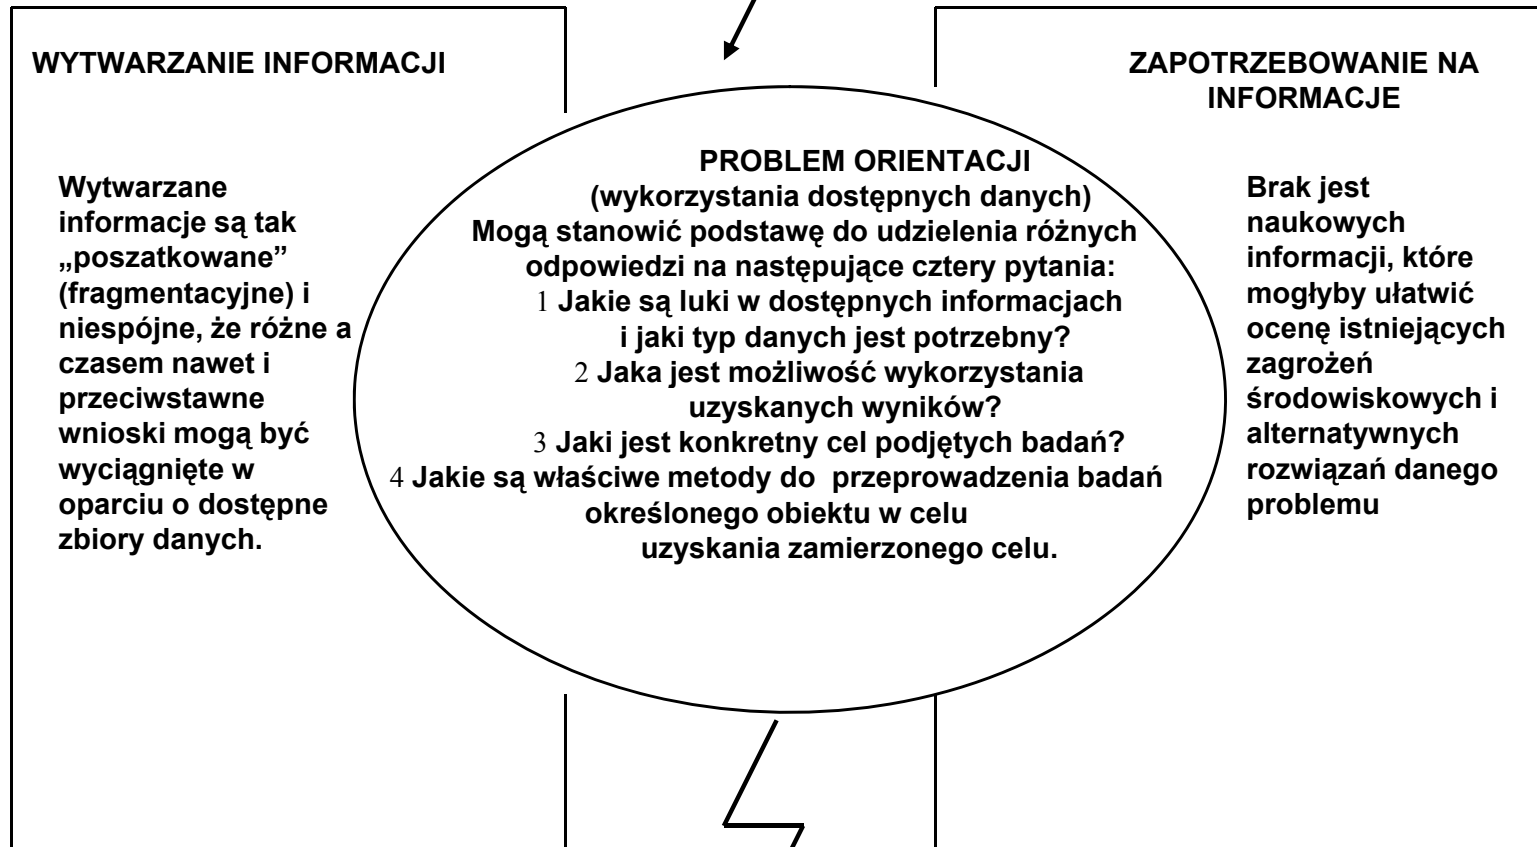 WYTWARZANIE INFORMACJI
Wytwarzane
informacje są tak
„poszatkowane”
(fragmentacyjne) i
niespójne, że różne a
czasem nawet i
przeciwstawne
wnioski mogą być
wyciągnięte w
oparciu o dostępne
zbiory danych.
PROBLEM ORIENTACJI
(wykorzystania dostępnych danych)
Mogą stanowić podstawę do udzielenia różnych
odpowiedzi na następujące cztery pytania:
1 Jakie są luki w dostępnych informacjach
i jaki typ danych jest potrzebny?
2 Jaka jest możliwość wykorzystania
uzyskanych wyników?
3 Jaki jest konkretny cel podjętych badań?
4 Jakie są właściwe metody do przeprowadzenia badań
określonego obiektu w celu
uzyskania zamierzonego celu.
ZAPOTRZEBOWANIE NA
INFORMACJE
Brak jest
naukowych
informacji, które
mogłyby ułatwić
ocenę istniejących
zagrożeń
środowiskowych i
alternatywnych
rozwiązań danego
problemu